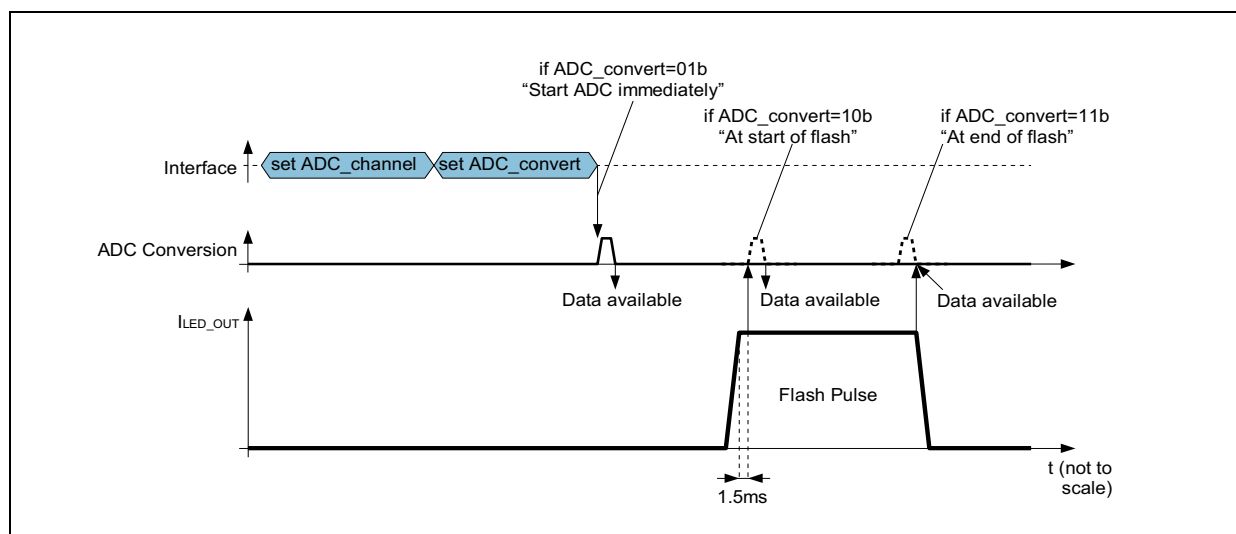 if ADC_convert=01b
“Start ADC immediately”
if ADC_convert=10b
“At start of flash”
if ADC_convert=11b
“At end of flash”
Interface
set ADC_channel
set ADC_convert
ADC Conversion
Data available
Data available
Data available
ILED_OUT
Flash Pulse
t (not to
scale)
1.5ms